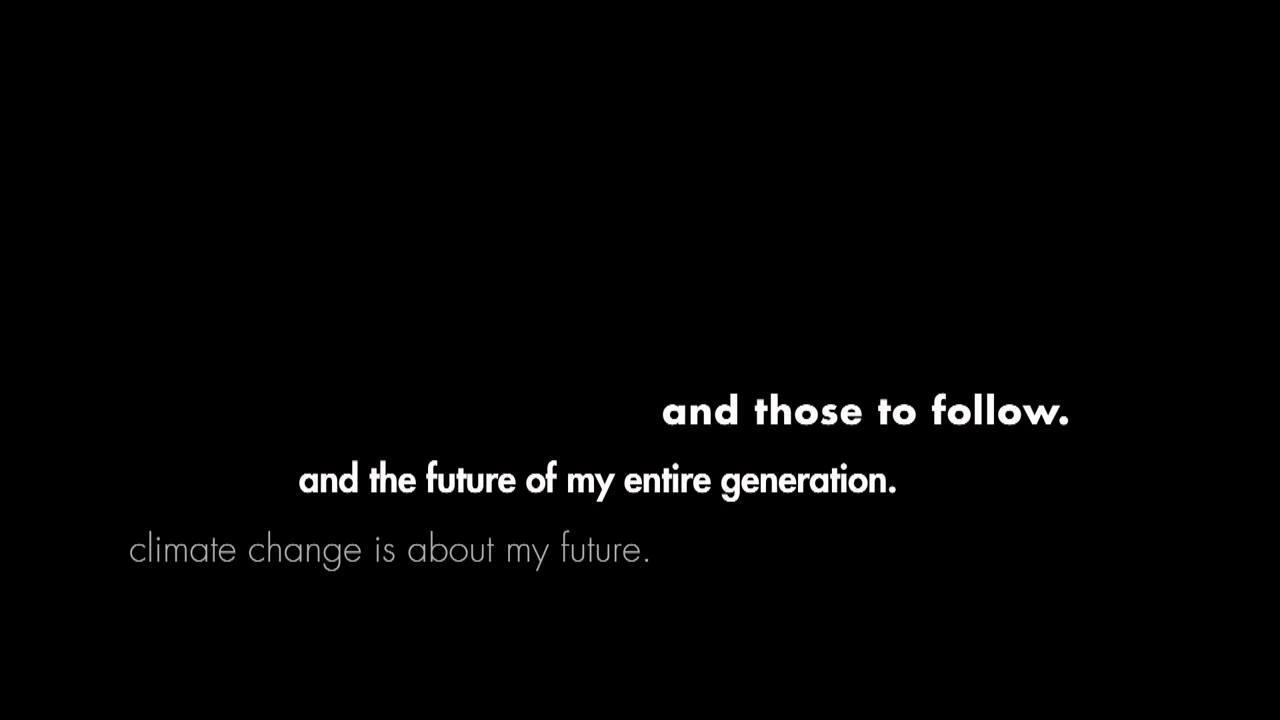 and those to follow.
and the future of my entire generation.
climate change is about my future.